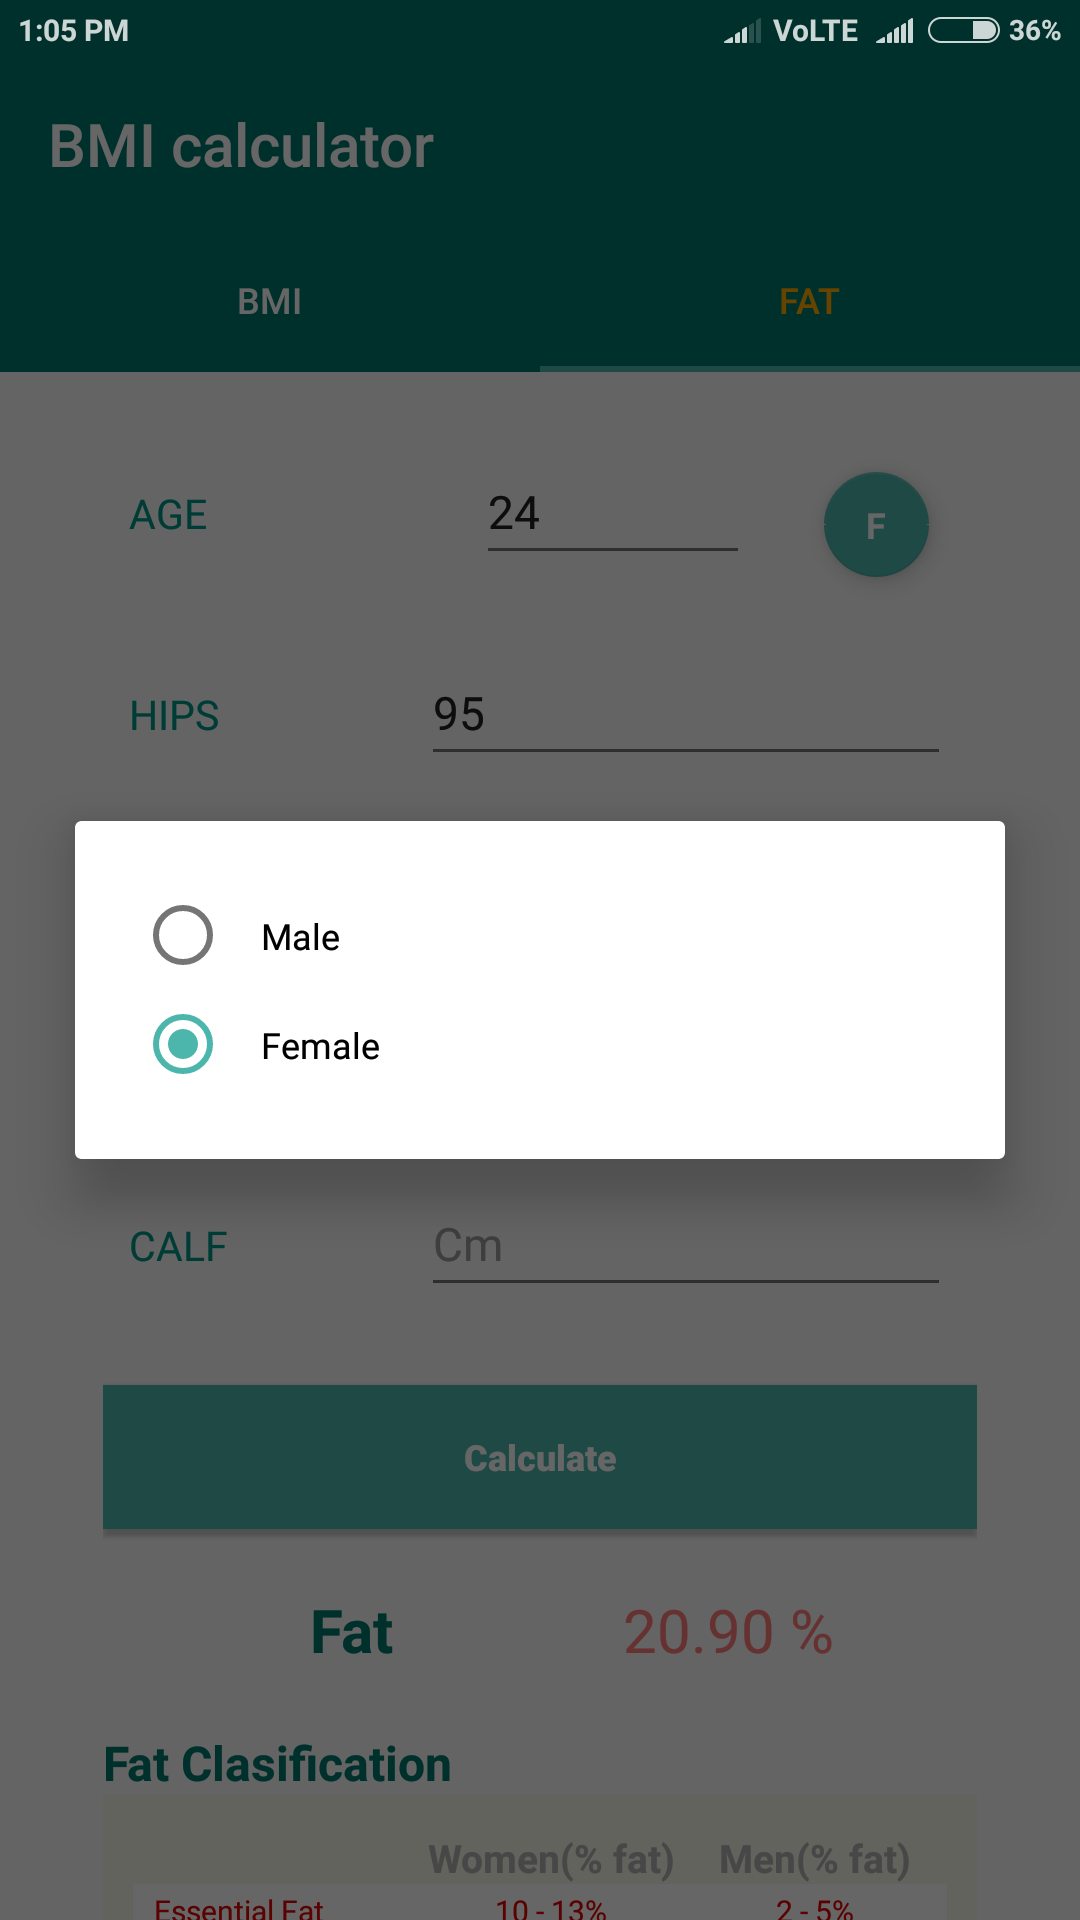 1:05 PM VoLTE 36%
BMI calculator
BMI FAT
AGE 24 F
HIPS 95
Male
Female
CALF Cm
Calculate
Fat 20.90 %
Fat Clasification
Women(% fat) Men(% fat)
Essential Fat 10 - 13% 2 - 5%